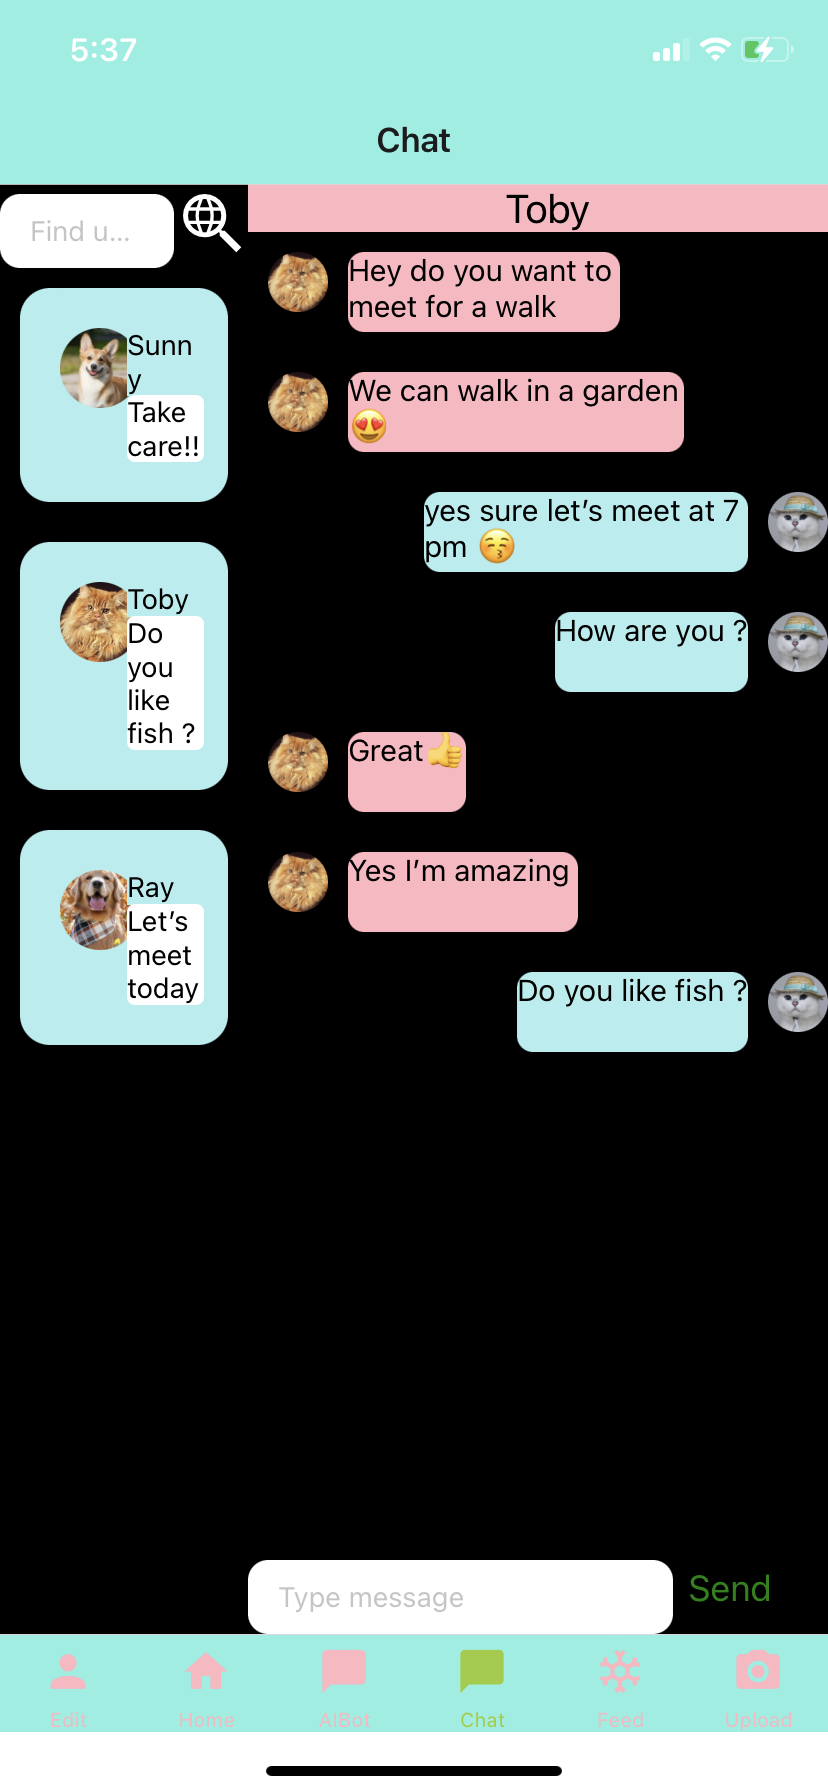 5:37
Chat
Find u...
Toby
Sunn
y
Take
care!!
Toby
Do
you
like
fish ?
Ray
Let's
meet
today
Hey do you want to
meet for a walk
We can walk in a garden
😍
yes sure let's meet at 7
pm 😚
How are you ?
Great👍
Yes I'm amazing
Do you like fish ?
Type message
Send
Edit
Home
AIBot
Chat
Feed
Upload